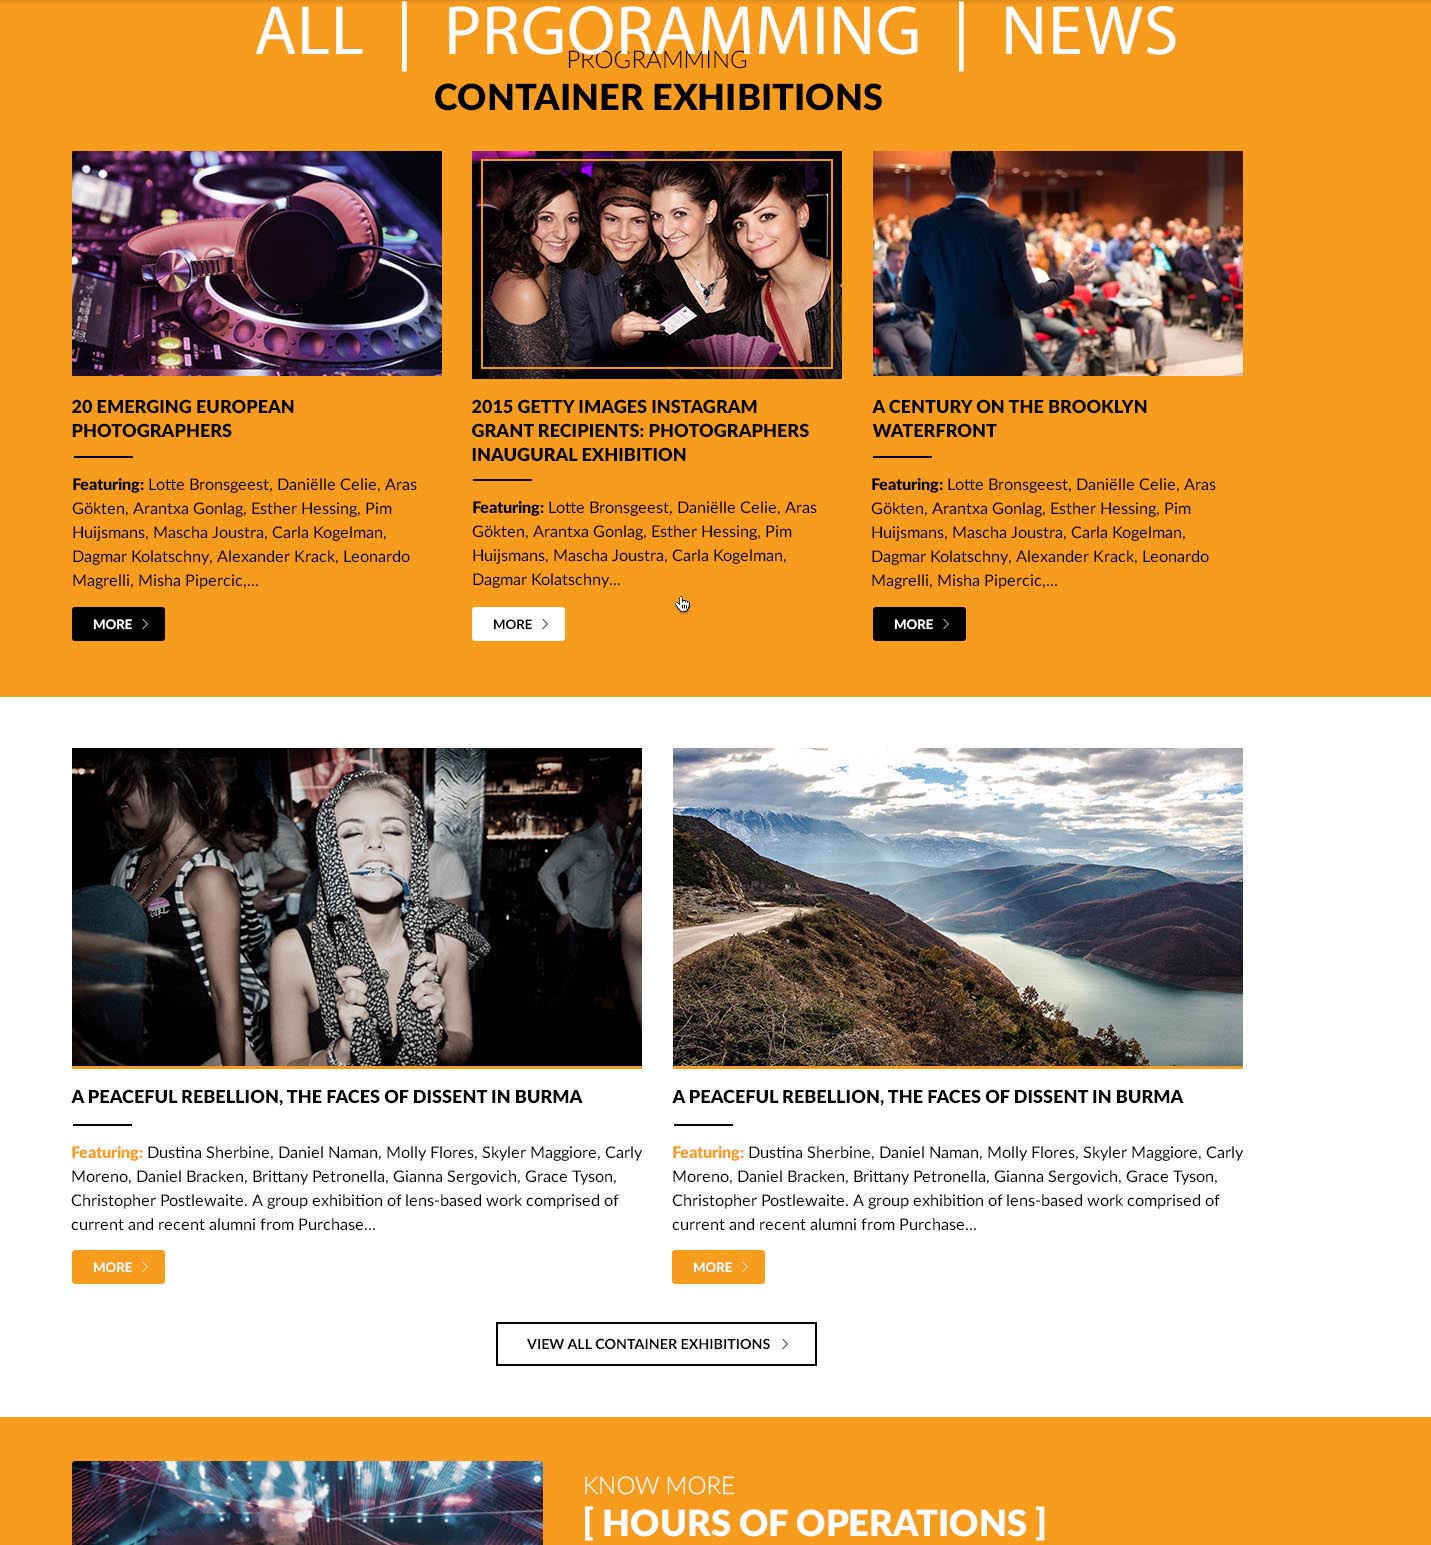 ALL | PRGORAMMING | NEWS
PROGRAMMING
CONTAINER EXHIBITIONS
20 EMERGING EUROPEAN
PHOTOGRAPHERS
Featuring: Lotte Bronsgeest, Daniëlle Celie, Aras
Gökten, Arantxa Gonlag, Esther Hessing, Pim
Huijsmans, Mascha Joustra, Carla Kogelman,
Dagmar Kolatschny, Alexander Krack, Leonardo
Magrelli, Misha Pipercic,...
MORE
2015 GETTY IMAGES INSTAGRAM
GRANT RECIPIENTS: PHOTOGRAPHERS
INAUGURAL EXHIBITION
Featuring: Lotte Bronsgeest, Daniëlle Celie, Aras
Gökten, Arantxa Gonlag, Esther Hessing, Pim
Huijsmans, Mascha Joustra, Carla Kogelman,
Dagmar Kolatschny...
MORE
A CENTURY ON THE BROOKLYN
WATERFRONT
Featuring: Lotte Bronsgeest, Daniëlle Celie, Aras
Gökten, Arantxa Gonlag, Esther Hessing, Pim
Huijsmans, Mascha Joustra, Carla Kogelman,
Dagmar Kolatschny, Alexander Krack, Leonardo
Magrelli, Misha Pipercic,...
MORE
A PEACEFUL REBELLION, THE FACES OF DISSENT IN BURMA
Featuring: Dustina Sherbine, Daniel Naman, Molly Flores, Skyler Maggiore, Carly
Moreno, Daniel Bracken, Brittany Petronella, Gianna Sergovich, Grace Tyson,
Christopher Postlewaite. A group exhibition of lens-based work comprised of
current and recent alumni from Purchase...
MORE
A PEACEFUL REBELLION, THE FACES OF DISSENT IN BURMA
Featuring: Dustina Sherbine, Daniel Naman, Molly Flores, Skyler Maggiore, Carly
Moreno, Daniel Bracken, Brittany Petronella, Gianna Sergovich, Grace Tyson,
Christopher Postlewaite. A group exhibition of lens-based work comprised of
current and recent alumni from Purchase...
MORE
VIEW ALL CONTAINER EXHIBITIONS
KNOW MORE
[ HOURS OF OPERATIONS ]